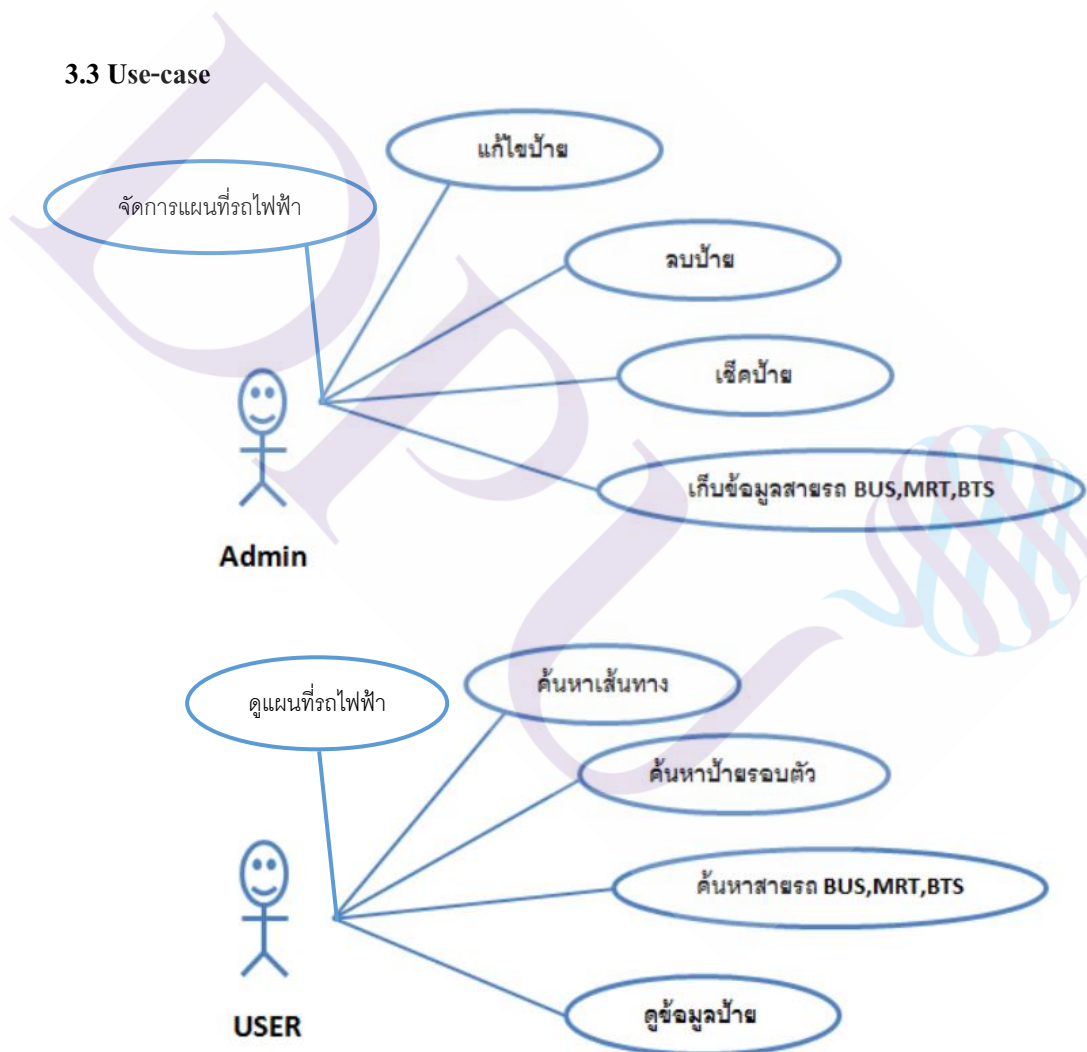 3.3 Use-case
แก้ไขป้าย
จัดการแผนที่รถไฟฟ้า
ลบป้าย
เช็คป้าย
เก็บข้อมูลสายรถ BUS,MRT,BTS
Admin
ค้นหาเส้นทาง
ดูแผนที่รถไฟฟ้า
ค้นหาป้ายรอบตัว
ค้นหาสายรถ BUS,MRT,BTS
ดูข้อมูลป้าย
USER
DPU